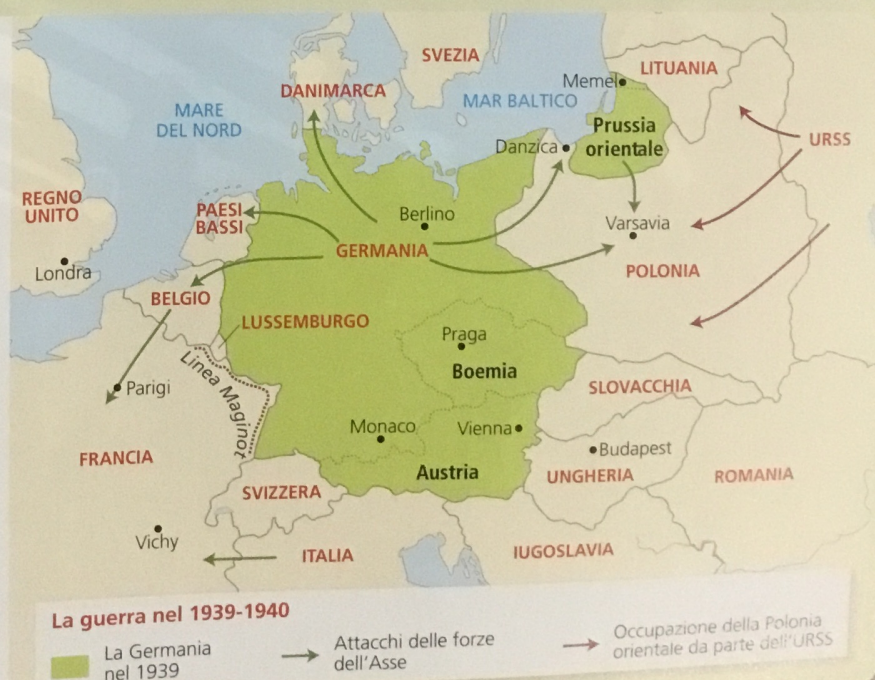 SVEZIA
LITUANIA
DANIMARCA
Memel
MARE
DEL NORD
MAR BALTICO
Prussia
orientale
Danzica
URSS
REGNO
UNITO
PAESI
BASSI
Berlino
Varsavia
GERMANIA
Londra
POLONIA
BELGIO
LUSSEMBURGO
Praga
Boemia
Linea Maginot
Parigi
SLOVACCHIA
Monaco
Vienna
Budapest
FRANCIA
Austria
UNGHERIA
ROMANIA
SVIZZERA
Vichy
ITALIA
IUGOSLAVIA
La guerra nel 1939-1940
La Germania
nel 1939
Attacchi delle forze
dell'Asse
Occupazione della Polonia
orientale da parte dell'URSS